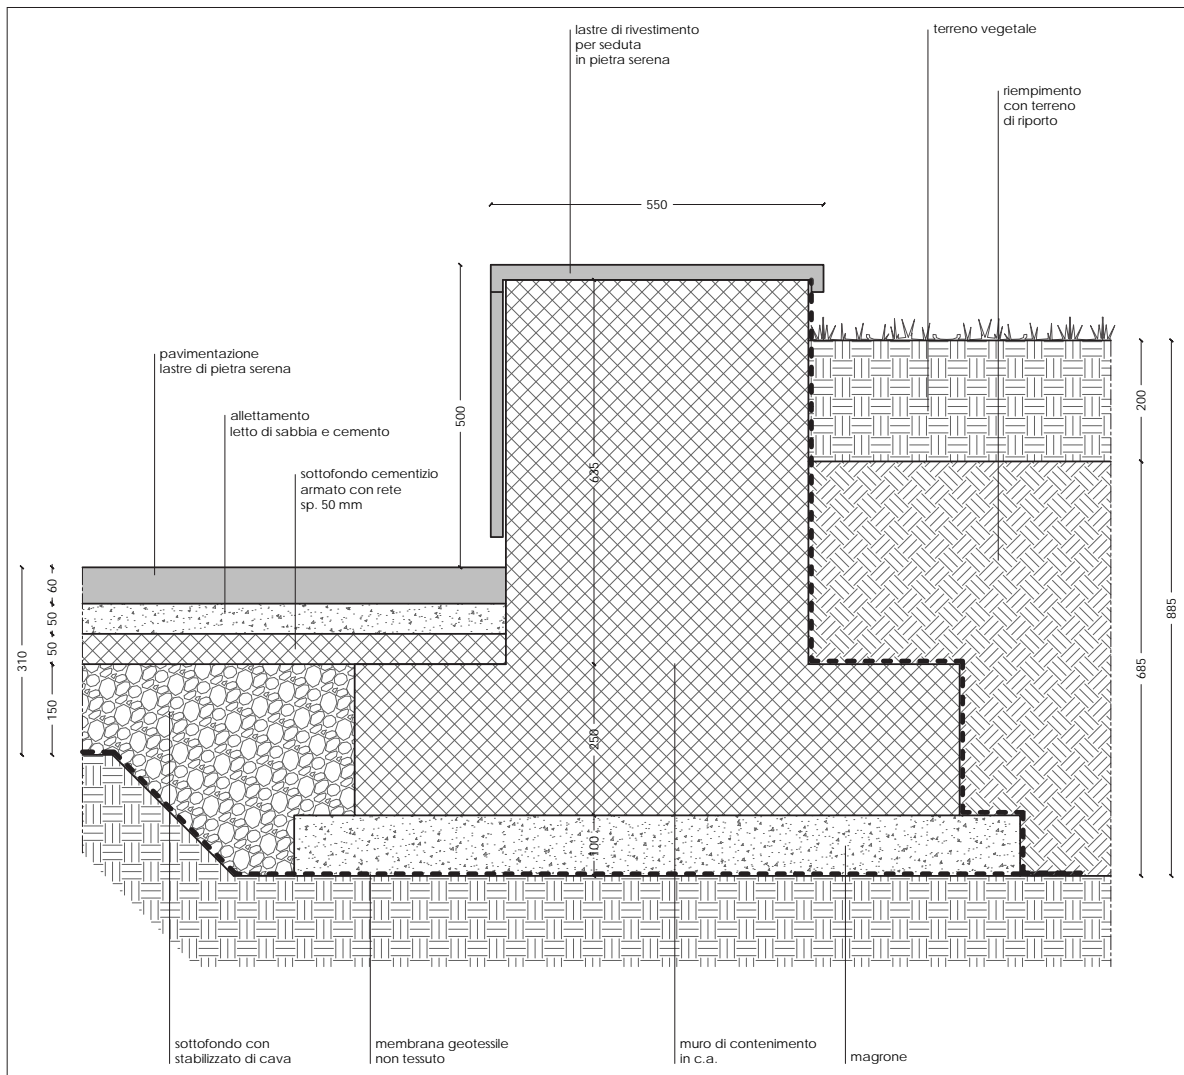 lastre di rivestimento
per seduta
in pietra serena
terreno vegetale
riempimento
con terreno
di riporto
550
pavimentazione
lastre di pietra serena
allettamento
letto di sabbia e cemento
sottofondo cementizio
armato con rete
sp. 50 mm
500
635
200
885
685
60
50
50
150
310
250
100
sottofondo con
stabilizzato di cava
membrana geotessile
non tessuto
muro di contenimento
in c.a.
magrone